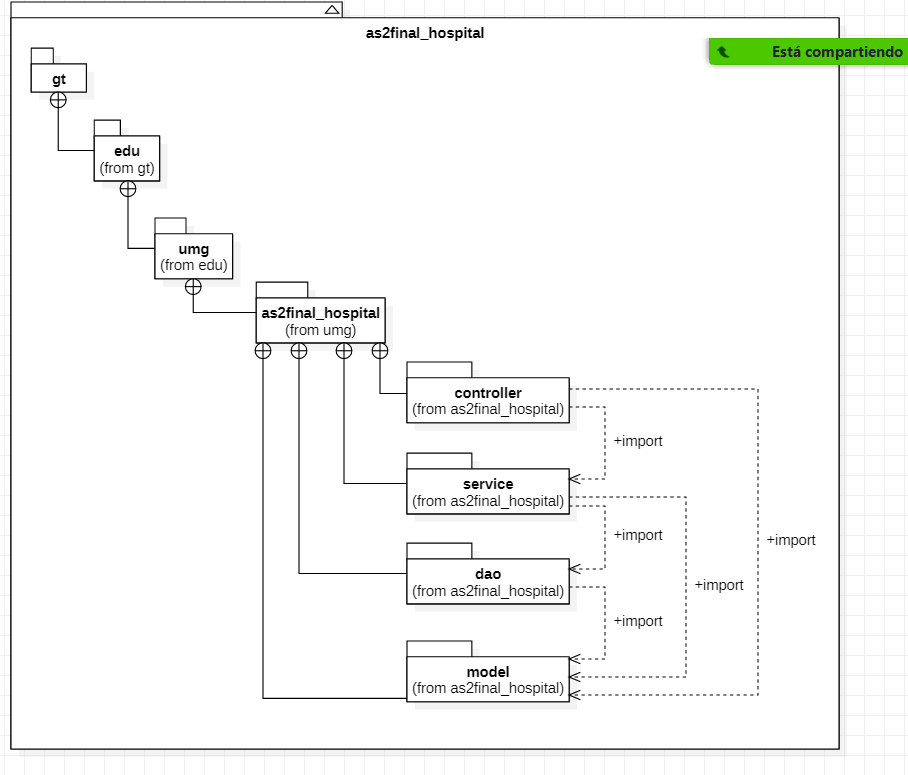 as2final_hospital
Está compartiendo
gt
edu
(from gt)
umg
(from edu)
as2final_hospital
(from umg)
controller
(from as2final_hospital)
+import
service
(from as2final_hospital)
+import
+import
dao
(from as2final_hospital)
+import
+import
model
(from as2final_hospital)